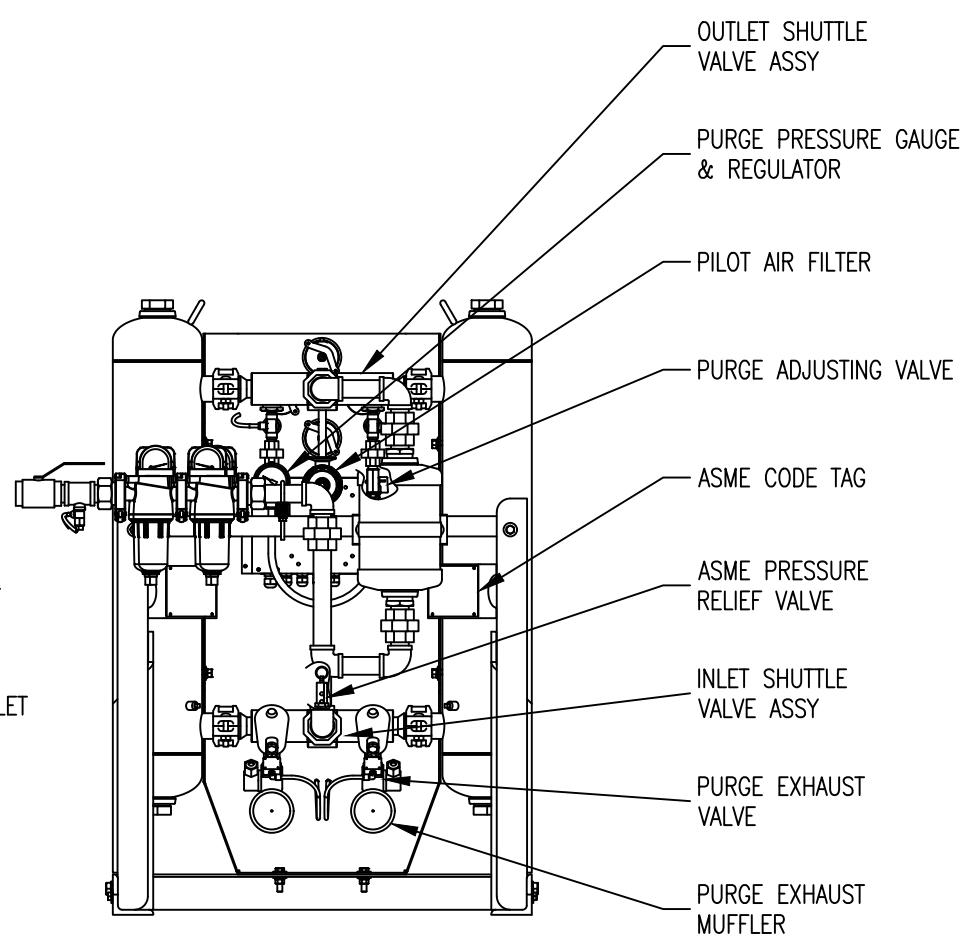 OUTLET SHUTTLE
VALVE ASSY
PURGE PRESSURE GAUGE
& REGULATOR
PILOT AIR FILTER
PURGE ADJUSTING VALVE
ASME CODE TAG
ASME PRESSURE
RELIEF VALVE
LET
INLET SHUTTLE
VALVE ASSY
PURGE EXHAUST
VALVE
PURGE EXHAUST
MUFFLER